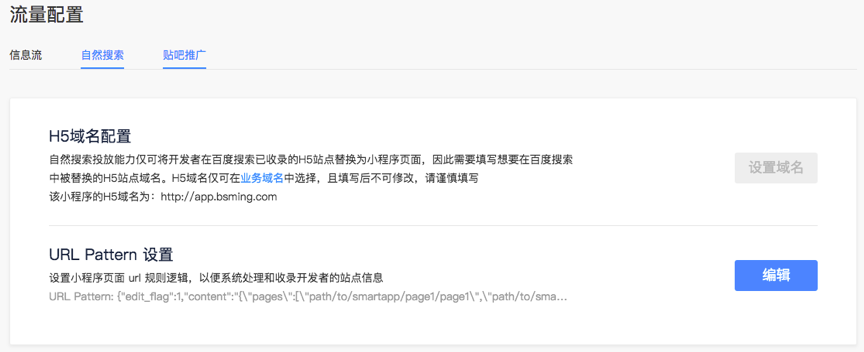 流量配置
信息流
自然搜索
贴吧推广
H5域名配置
自然搜索投放能力仅可将开发者在百度搜索已收录的H5站点替换为小程序页面，因此需要填写想要在百度搜索
中被替换的H5站点域名。H5域名仅可在业务域名中选择，且填写后不可修改，请谨慎填写
该小程序的H5域名为：http://app.bsming.com
设置域名
URL Pattern 设置
设置小程序页面 url 规则逻辑，以便系统处理和收录开发者的站点信息
URL Pattern: {"edit_flag":1,"content":"{\"pages\":[\"path/to/smartapp/page1/page1\",\"path/to/sma...
编辑